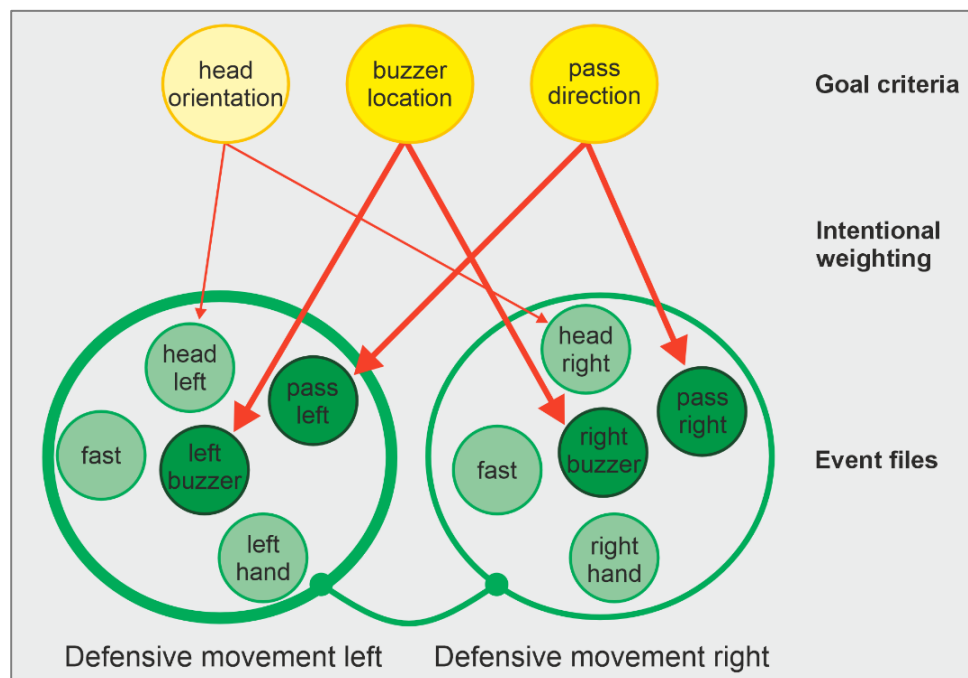 head
orientation
buzzer
location
pass
direction
Goal criteria
Intentional
weighting
head
left
pass
left
fast
left
buzzer
left
hand
head
right
pass
right
fast
right
buzzer
right
hand
Event files
Defensive movement left
Defensive movement right